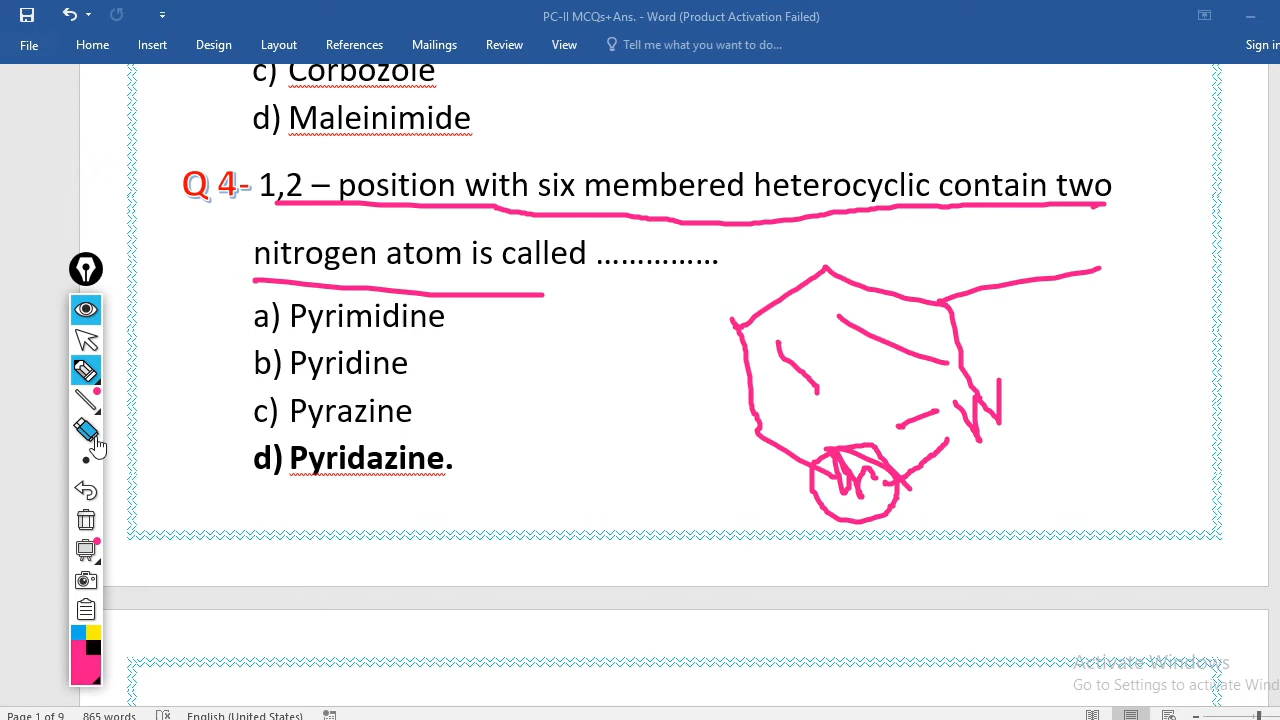 PC-II MCQs+Ans. - Word (Product Activation Failed)
File Home Insert Design Layout References Mailings Review View Tell me what you want to do... Sign in
c) Corbozole
d) Maleinimide
Q 4- 1,2 – position with six membered heterocyclic contain two
nitrogen atom is called ……………
a) Pyrimidine
b) Pyridine
c) Pyrazine
d) Pyridazine.
N
N
Activate Windows
Go to Settings to activate Wind
Page 1 of 9 865 words English (United States)